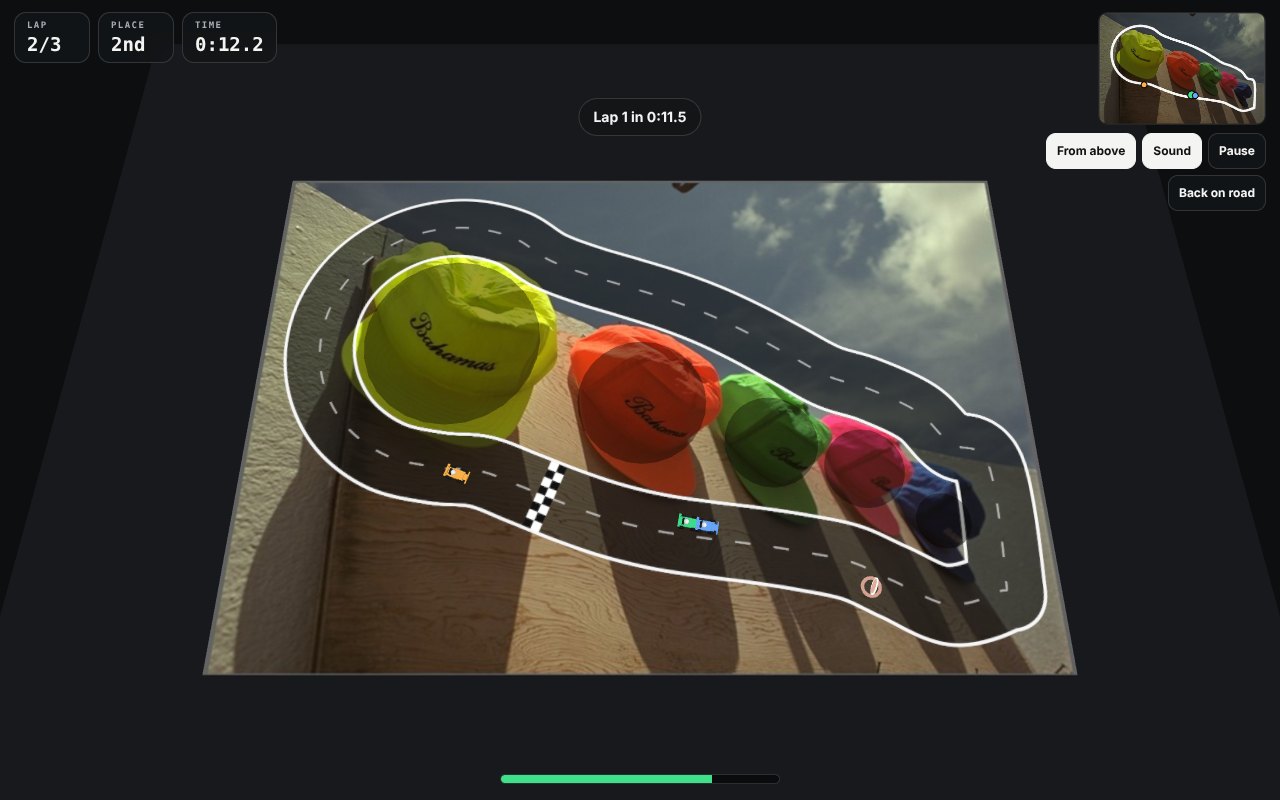 LAP
2/3
PLACE
2nd
TIME
0:12.2
Lap 1 in 0:11.5
From above
Sound
Pause
Back on road
Bahamas
Bahamas